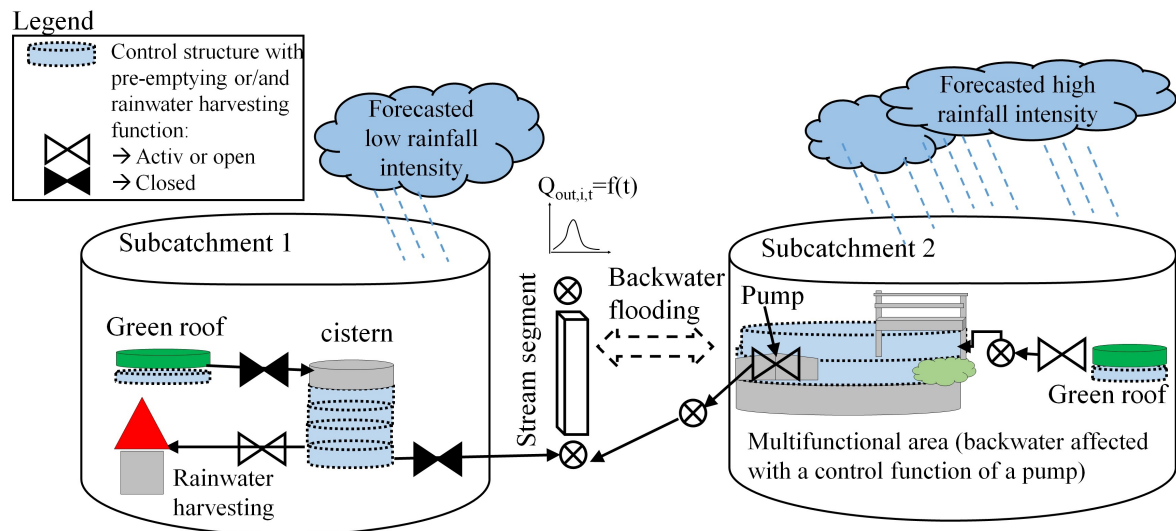 Legend
Control structure with
pre-emptying or/and
rainwater harvesting
function:
→ Activ or open
→ Closed
Forecasted
low rainfall
intensity
Forecasted high
rainfall intensity
Q_out,i,t=f(t)
Subcatchment 1
Subcatchment 2
Backwater
flooding
Stream segment
Pump
Green roof
cistern
Rainwater
harvesting
Green roof
Multifunctional area (backwater affected
with a control function of a pump)